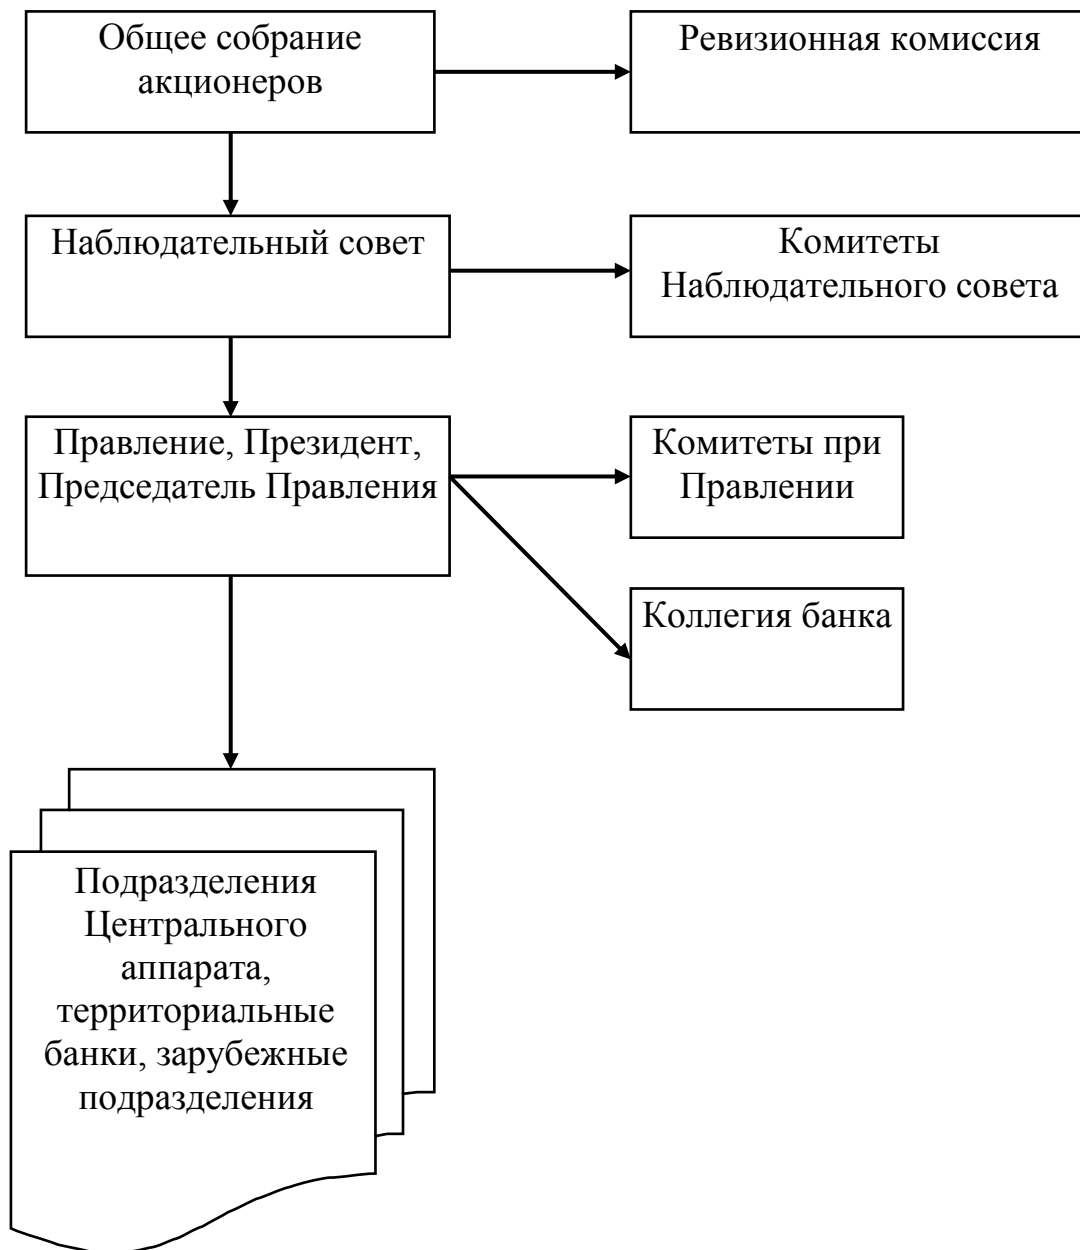 Общее собрание
акционеров
Ревизионная комиссия
Наблюдательный совет
Комитеты
Наблюдательного совета
Правление, Президент,
Председатель Правления
Комитеты при
Правлении
Коллегия банка
Подразделения
Центрального
аппарата,
территориальные
банки, зарубежные
подразделения